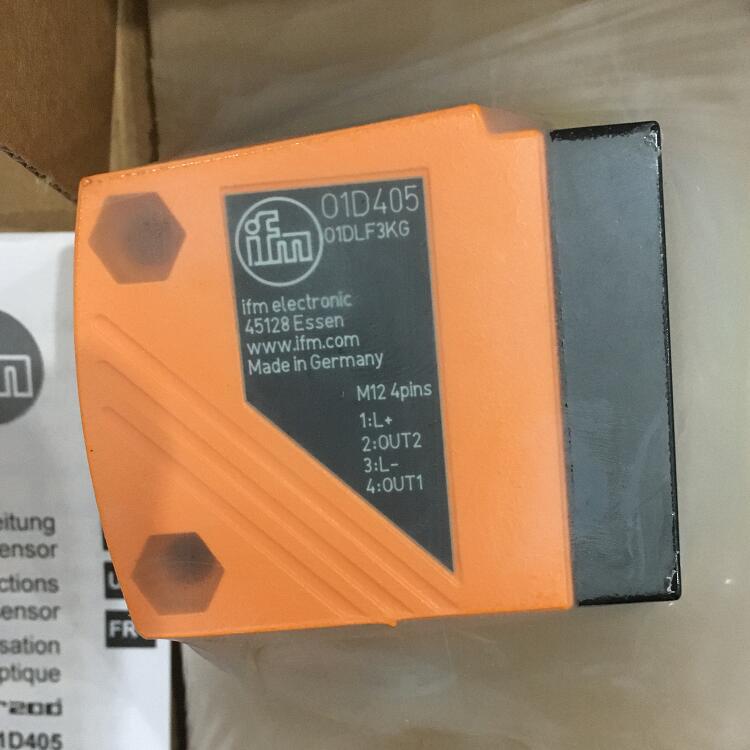 O1D405
O1DLF3KG
ifm
ifm electronic
45128 Essen
www.ifm.com
Made in Germany
M12 4pins
1:L+
2:OUT2
3:L-
4:OUT1
eitung
ensor
ctions
ensor
FR
sation
ptique
1D405